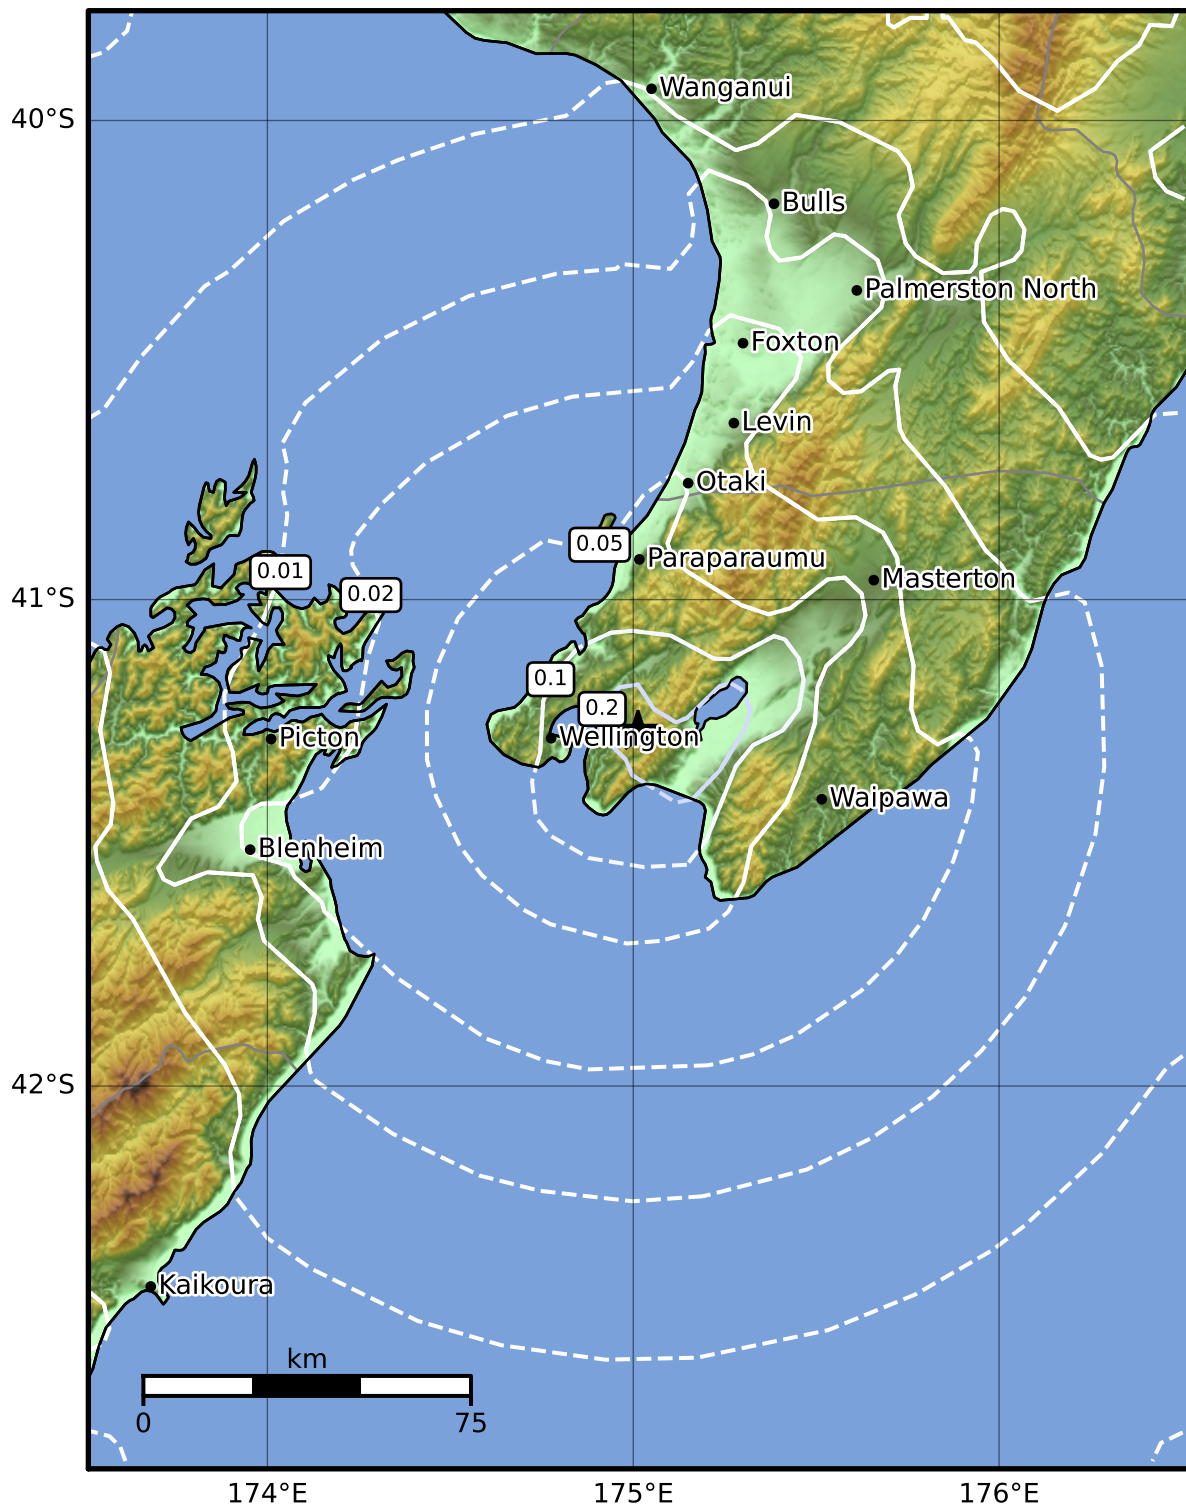 Wanganui
40°S
Bulls
Palmerston North
Foxton
Levin
Otaki
0.05
Paraparaumu
0.01
Masterton
0.02
41°S
0.1
0.2
Wellington
Picton
Waipawa
Blenheim
42°S
Kaikoura
km
0 75
174°E 175°E 176°E